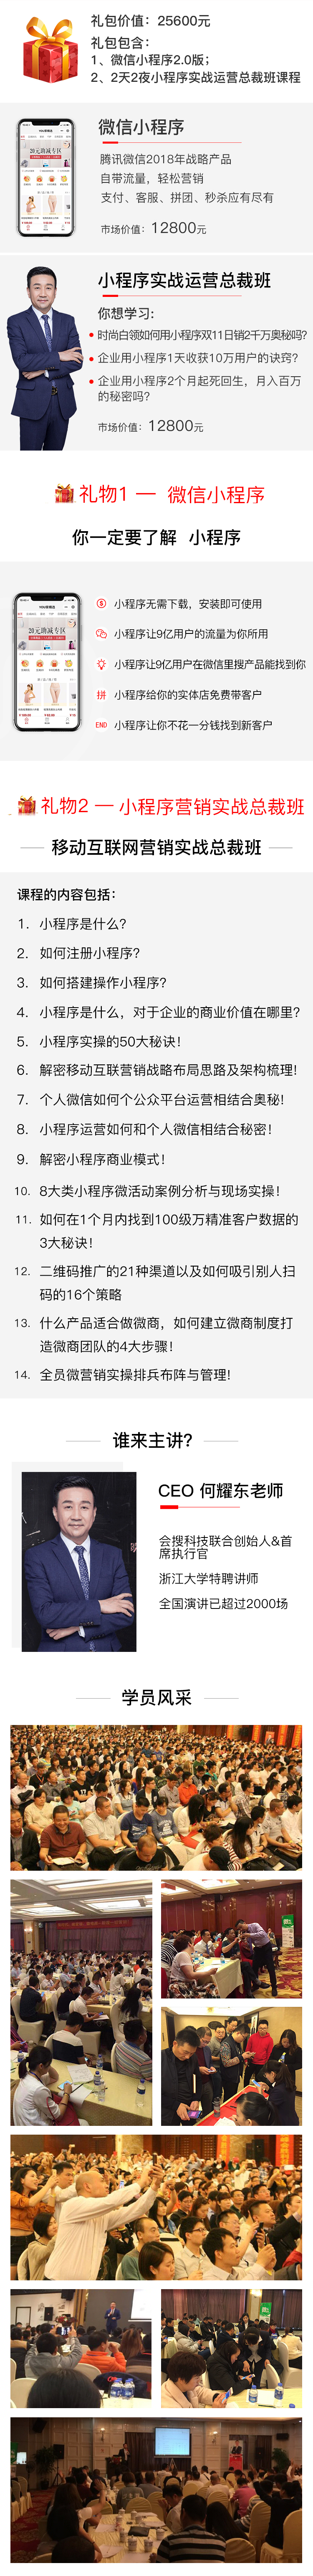 礼包价值：25600元
礼包包含：
1、微信小程序2.0版；
2、2天2夜小程序实战运营总裁班课程
微信小程序
腾讯微信2018年战略产品
自带流量，轻松营销
支付、客服、拼团、秒杀应有尽有
市场价值：12800元
小程序实战运营总裁班
你想学习：
时尚白领如何用小程序双11日销2千万奥秘吗？
企业用小程序1天收获10万用户的诀窍？
企业用小程序2个月起死回生，月入百万
的秘密吗？
市场价值：12800元
礼物1 — 微信小程序
你一定要了解 小程序
20元助减专区
小程序无需下载，安装即可使用
小程序让9亿用户的流量为你所用
小程序让9亿用户在微信里搜产品能找到你
拼 小程序给你的实体店免费带客户
END 小程序让你不花一分钱找到新客户
礼物2 — 小程序营销实战总裁班
移动互联网营销实战总裁班
课程的内容包括：
1. 小程序是什么？
2. 如何注册小程序？
3. 如何搭建操作小程序？
4. 小程序是什么，对于企业的商业价值在哪里？
5. 小程序实操的50大秘诀！
6. 解密移动互联营销战略布局思路及架构梳理！
7. 个人微信如何个公众平台运营相结合奥秘！
8. 小程序运营如何和个人微信相结合秘密！
9. 解密小程序商业模式！
10. 8大类小程序微活动案例分析与现场实操！
11. 如何在1个月内找到100级万精准客户数据的
3大秘诀！
12. 二维码推广的21种渠道以及如何吸引别人扫
码的16个策略
13. 什么产品适合做微商，如何建立微商制度打
造微商团队的4大步骤！
14. 全员微营销实操排兵布阵与管理！
谁来主讲？
CEO 何耀东老师
会搜科技联合创始人&首
席执行官
浙江大学特聘讲师
全国演讲已超过2000场
学员风采